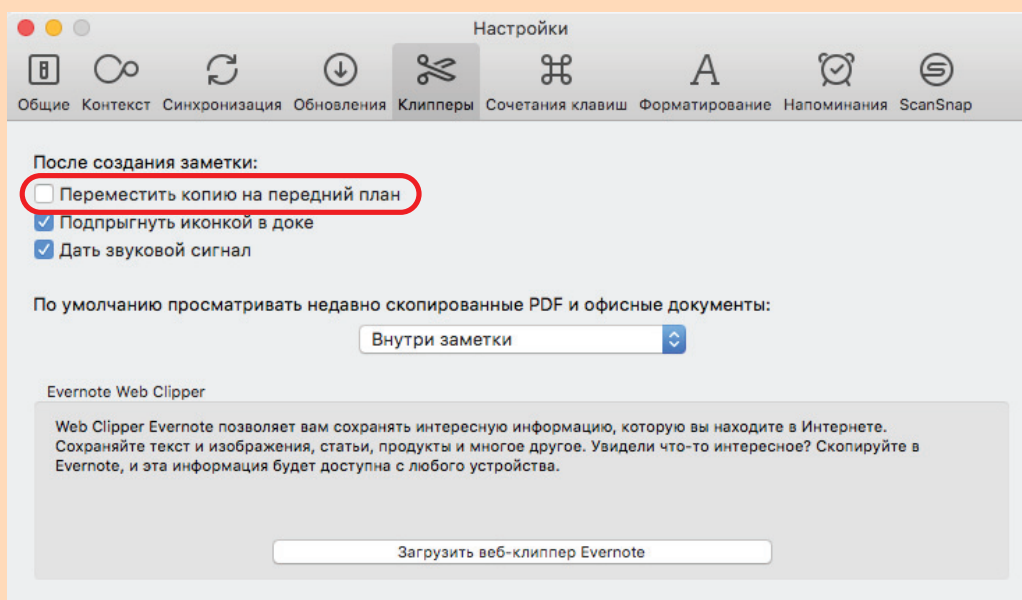 Настройки
Общие Контекст Синхронизация Обновления Клипперы Сочетания клавиш Форматирование Напоминания ScanSnap
После создания заметки:
Переместить копию на передний план
Подпрыгнуть иконкой в доке
Дать звуковой сигнал
По умолчанию просматривать недавно скопированные PDF и офисные документы:
Внутри заметки
Evernote Web Clipper
Web Clipper Evernote позволяет вам сохранять интересную информацию, которую вы находите в Интернете.
Сохраняйте текст и изображения, статьи, продукты и многое другое. Увидели что-то интересное? Скопируйте в
Evernote, и эта информация будет доступна с любого устройства.
Загрузить веб-клиппер Evernote